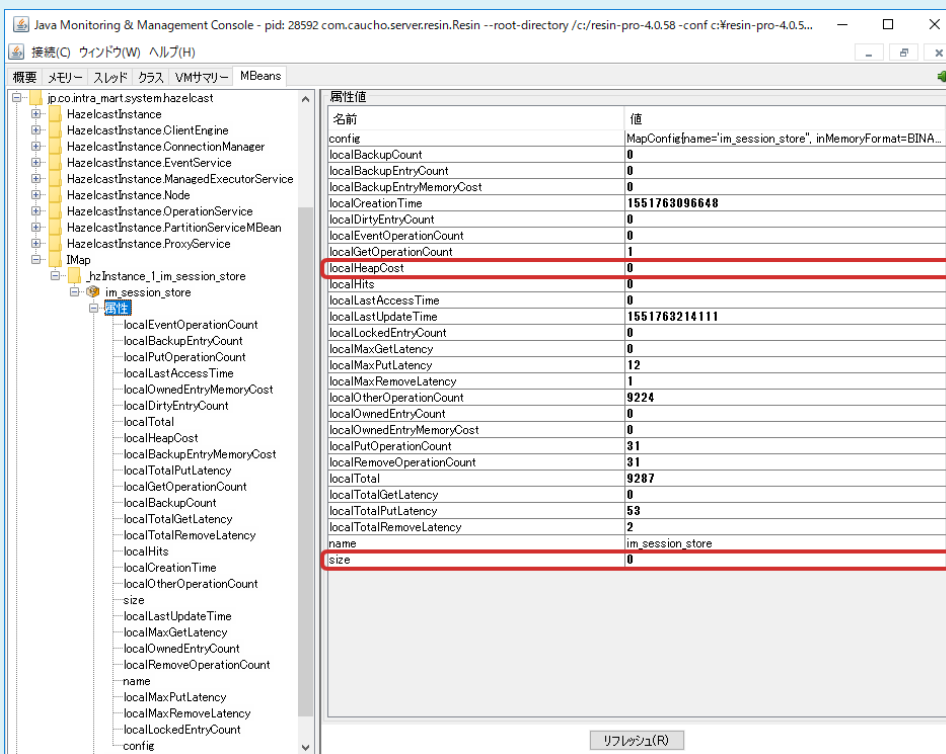 Java Monitoring & Management Console - pid: 28592 com.caucho.server.resin.Resin --root-directory /c:/resin-pro-4.0.58 -conf c:¥resin-pro-4.0.5...
接続(C) ウィンドウ(W) ヘルプ(H)
概要 メモリー スレッド クラス VMサマリー MBeans
jp.co.intra_mart.system.hazelcast
HazelcastInstance
HazelcastInstance.ClientEngine
HazelcastInstance.ConnectionManager
HazelcastInstance.EventService
HazelcastInstance.ManagedExecutorService
HazelcastInstance.Node
HazelcastInstance.OperationService
HazelcastInstance.PartitionServiceMBean
HazelcastInstance.ProxyService
IMap
_hzInstance_1_im_session_store
im_session_store
属性
localEventOperationCount
localBackupEntryCount
localPutOperationCount
localLastAccessTime
localOwnedEntryMemoryCost
localDirtyEntryCount
localTotal
localHeapCost
localBackupEntryMemoryCost
localTotalPutLatency
localGetOperationCount
localBackupCount
localTotalGetLatency
localTotalRemoveLatency
localHits
localCreationTime
localOtherOperationCount
size
localLastUpdateTime
localMaxGetLatency
localOwnedEntryCount
localRemoveOperationCount
name
localMaxPutLatency
localMaxRemoveLatency
localLockedEntryCount
config
属性値
名前 値
config MapConfig{name='im_session_store', inMemoryFormat=BINA...
localBackupCount 0
localBackupEntryCount 0
localBackupEntryMemoryCost 0
localCreationTime 1551763096648
localDirtyEntryCount 0
localEventOperationCount 0
localGetOperationCount 1
localHeapCost 0
localHits 0
localLastAccessTime 0
localLastUpdateTime 1551763214111
localLockedEntryCount 0
localMaxGetLatency 0
localMaxPutLatency 12
localMaxRemoveLatency 1
localOtherOperationCount 9224
localOwnedEntryCount 0
localOwnedEntryMemoryCost 0
localPutOperationCount 31
localRemoveOperationCount 31
localTotal 9287
localTotalGetLatency 0
localTotalPutLatency 53
localTotalRemoveLatency 2
name im_session_store
size 0
リフレッシュ(R)